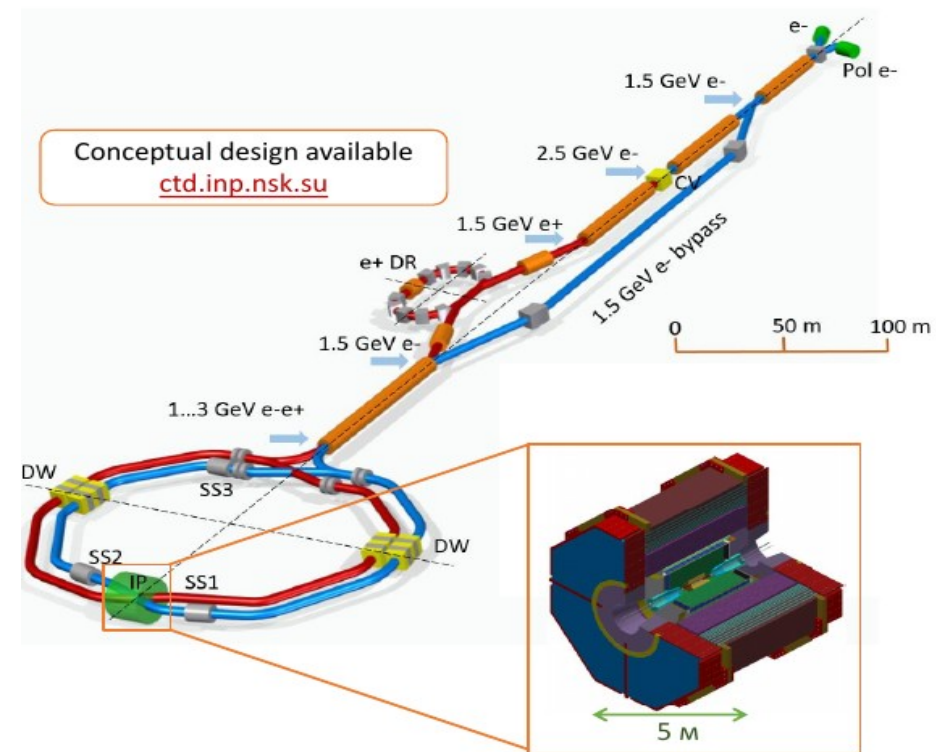 e-
Pol e-
1.5 GeV e-
Conceptual design available
ctd.inp.nsk.su
2.5 GeV e-
CV
1.5 GeV e+
e+ DR
1.5 GeV e- bypass
0 50 m 100 m
1.5 GeV e-
1...3 GeV e-e+
DW
SS3
DW
SS2
IP
SS1
5 м